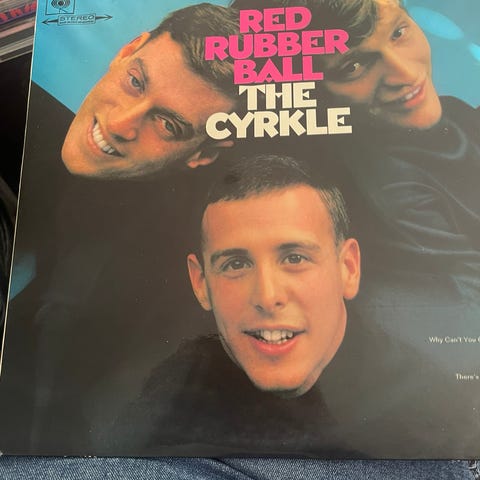 STEREO
RED
RUBBER
BALL
THE
CYRKLE
Why Can't You
There's